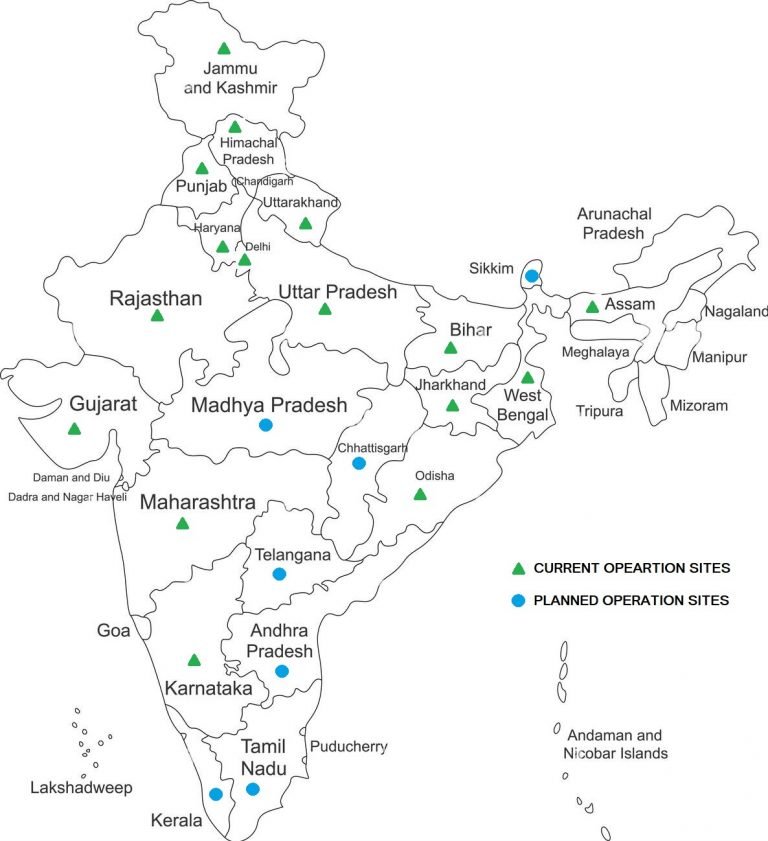 Jammu
and Kashmir
Himachal
Pradesh
Punjab
Chandigarh
Uttarakhand
Haryana
Delhi
Arunachal
Pradesh
Sikkim
Rajasthan
Uttar Pradesh
Assam
Nagaland
Bihar
Meghalaya
Manipur
Jharkhand
West
Bengal
Tripura
Mizoram
Gujarat
Madhya Pradesh
Chhattisgarh
Daman and Diu
Odisha
Dadra and Nagar Haveli
Maharashtra
Telangana
CURRENT OPEARTION SITES
PLANNED OPERATION SITES
Goa
Andhra
Pradesh
Karnataka
Tamil
Nadu
Puducherry
Andaman and
Nicobar Islands
Lakshadweep
Kerala